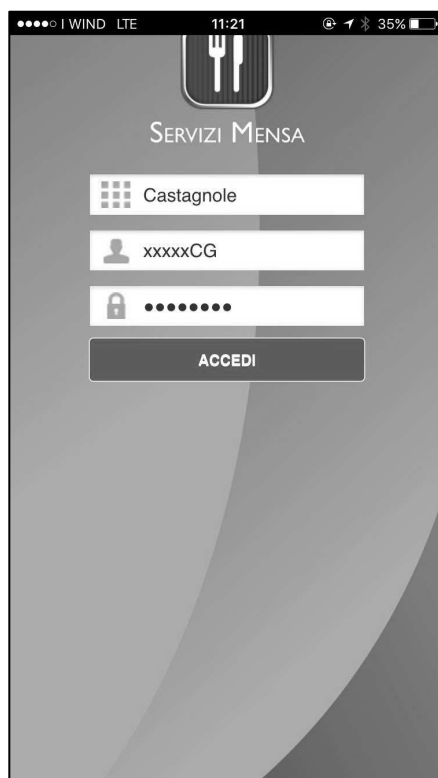 ●●●●○ I WIND LTE 11:21 35%
SERVIZI MENSA
Castagnole
xxxxxCG
●●●●●●●●
ACCEDI